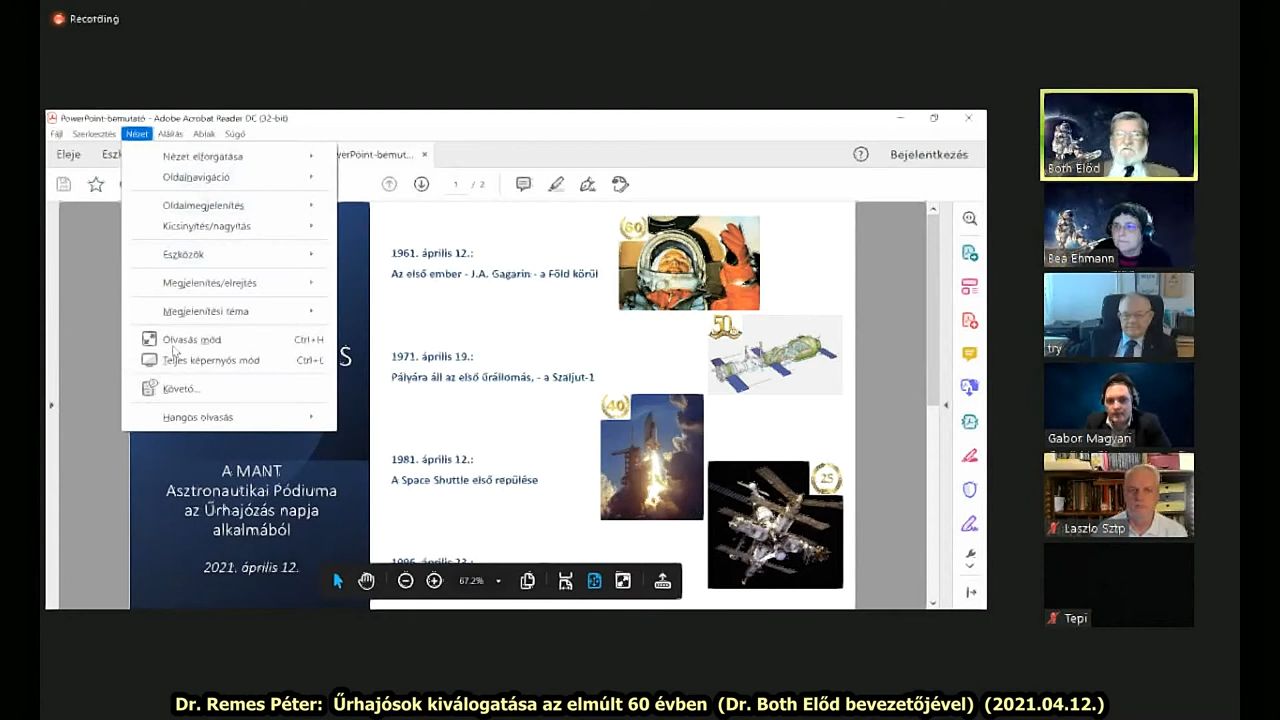 Recording
PowerPoint-bemutató - Adobe Acrobat Reader DC (32-bit)
Fájl Szerkesztés Nézet Aláírás Ablak Súgó
Eleje
werPoint-bemut...
Bejelentkezés
1 / 2
Nézet elforgatása
Oldalnavigáció
Oldalmegjelenítés
Kicsinyítés/nagyítás
Eszközök
Megjelenítés/elrejtés
Megjelenítési téma
Olvasás mód Ctrl+H
Teljes képernyős mód Ctrl+L
Követő...
Hangos olvasás
S
A MANT
Asztronautikai Pódiuma
az Űrhajózás napja
alkalmából
2021. április 12.
1961. április 12.:
Az első ember - J.A. Gagarin - a Föld körül
60
1971. április 19.:
Pályára áll az első űrállomás, - a Szaljut-1
50
1981. április 12.:
A Space Shuttle első repülése
40
25
67.2%
Both Előd
Bea Ehmann
try
Gabor Magyari
Laszlo Sztp
Tepi
Dr. Remes Péter: Űrhajósok kiválogatása az elmúlt 60 évben (Dr. Both Előd bevezetőjével) (2021.04.12.)